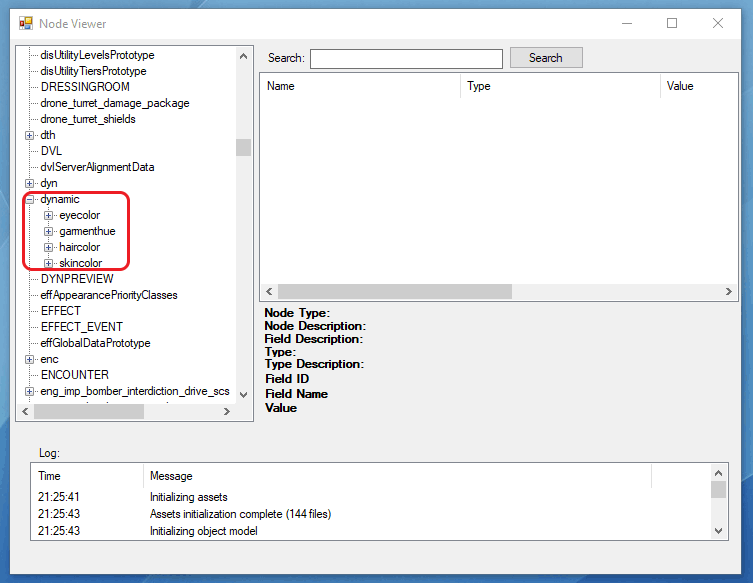 Node Viewer
disUtilityLevelsPrototype
disUtilityTiersPrototype
DRESSINGROOM
drone_turret_damage_package
drone_turret_shields
dth
DVL
dvlServerAlignmentData
dyn
dynamic
eyecolor
gamenthue
haircolor
skincolor
DYNPREVIEW
effAppearancePriorityClasses
EFFECT
EFFECT_EVENT
effGlobalDataPrototype
enc
ENCOUNTER
eng_imp_bomber_interdiction_drive_scs
Search: Search
Name Type Value
Node Type:
Node Description:
Field Description:
Type:
Type Description:
Field ID
Field Name
Value
Log:
Time Message
21:25:41 Initializing assets
21:25:43 Assets initialization complete (144 files)
21:25:43 Initializing object model